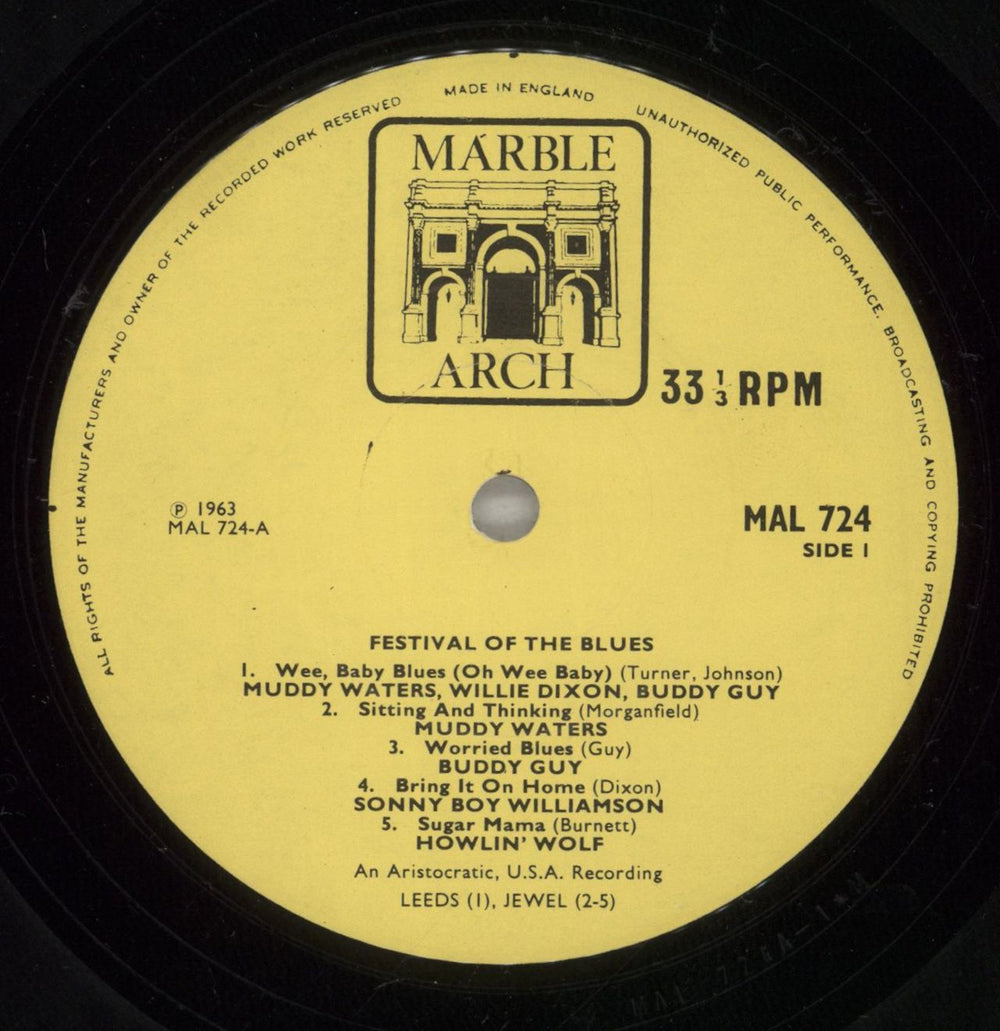 ALL RIGHTS OF THE MANUFACTURERS AND OWNER OF THE RECORDED WORK RESERVED
MADE IN ENGLAND
UNAUTHORIZED PUBLIC PERFORMANCE, BROADCASTING AND COPYING PROHIBITED
MARBLE
ARCH
33 1/3 RPM
Ⓟ 1963
MAL 724-A
MAL 724
SIDE 1
FESTIVAL OF THE BLUES
1. Wee, Baby Blues (Oh Wee Baby) (Turner, Johnson)
MUDDY WATERS, WILLIE DIXON, BUDDY GUY
2. Sitting And Thinking (Morganfield)
MUDDY WATERS
3. Worried Blues (Guy)
BUDDY GUY
4. Bring It On Home (Dixon)
SONNY BOY WILLIAMSON
5. Sugar Mama (Burnett)
HOWLIN' WOLF
An Aristocratic, U.S.A. Recording
LEEDS (1), JEWEL (2-5)